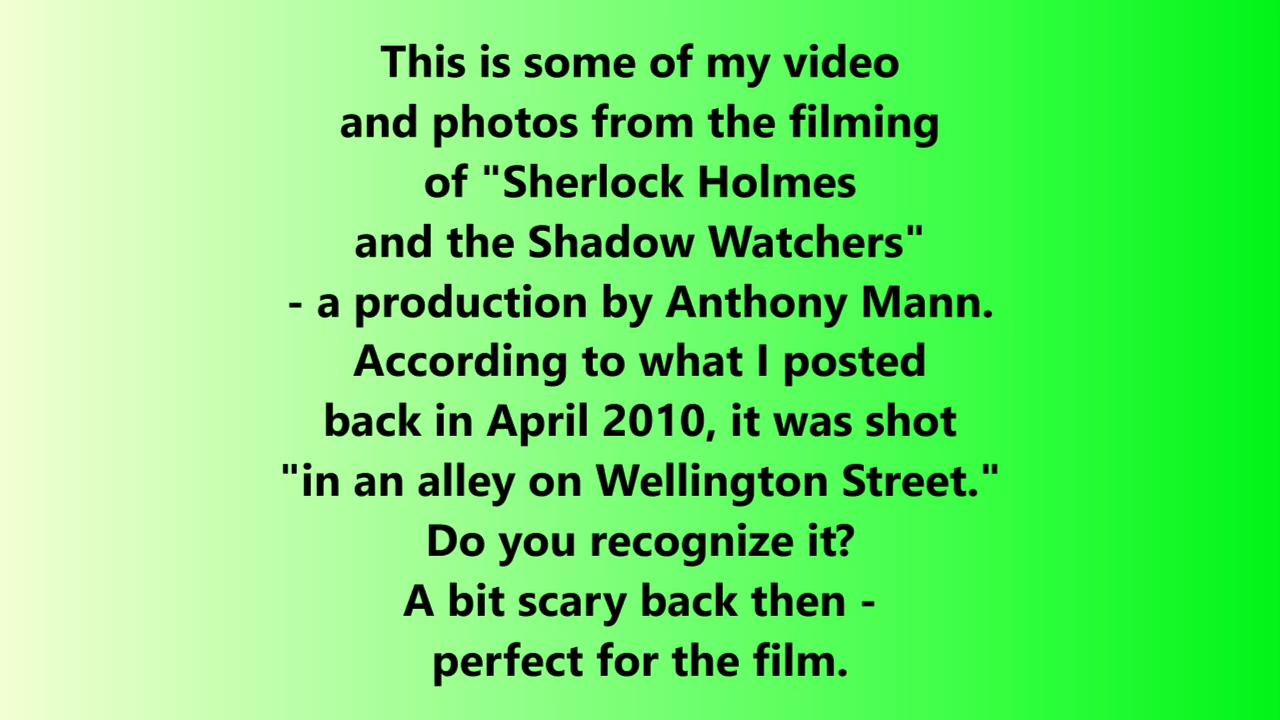 This is some of my video
and photos from the filming
of "Sherlock Holmes
and the Shadow Watchers"
- a production by Anthony Mann.
According to what I posted
back in April 2010, it was shot
"in an alley on Wellington Street."
Do you recognize it?
A bit scary back then -
perfect for the film.